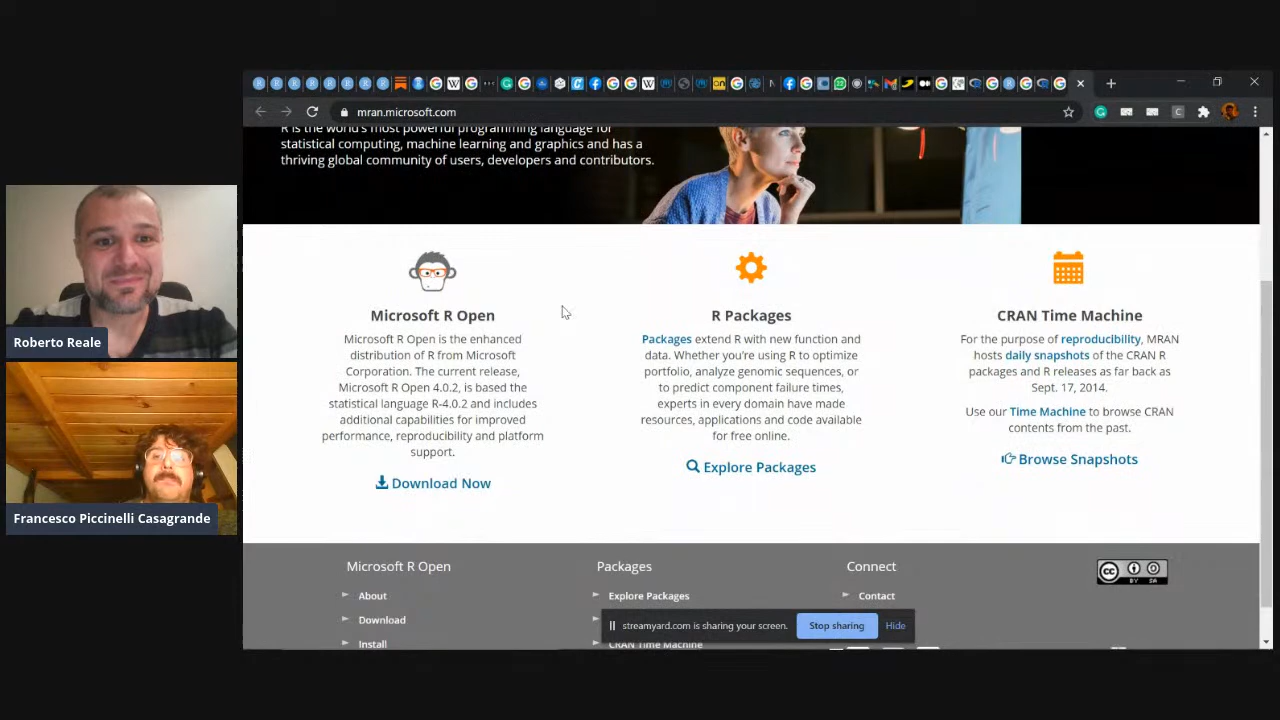 mran.microsoft.com
R is the world's most powerful programming language for
statistical computing, machine learning and graphics and has a
thriving global community of users, developers and contributors.
Roberto Reale
Francesco Piccinelli Casagrande
Microsoft R Open
Microsoft R Open is the enhanced
distribution of R from Microsoft
Corporation. The current release,
Microsoft R Open 4.0.2, is based the
statistical language R-4.0.2 and includes
additional capabilities for improved
performance, reproducibility and platform
support.
Download Now
R Packages
Packages extend R with new function and
data. Whether you're using R to optimize
portfolio, analyze genomic sequences, or
to predict component failure times,
experts in every domain have made
resources, applications and code available
for free online.
Explore Packages
CRAN Time Machine
For the purpose of reproducibility, MRAN
hosts daily snapshots of the CRAN R
packages and R releases as far back as
Sept. 17, 2014.
Use our Time Machine to browse CRAN
contents from the past.
Browse Snapshots
Microsoft R Open
About
Download
Install
Packages
Explore Packages
CRAN Time Machine
Connect
Contact
CC BY SA
streamyard.com is sharing your screen.
Stop sharing
Hide